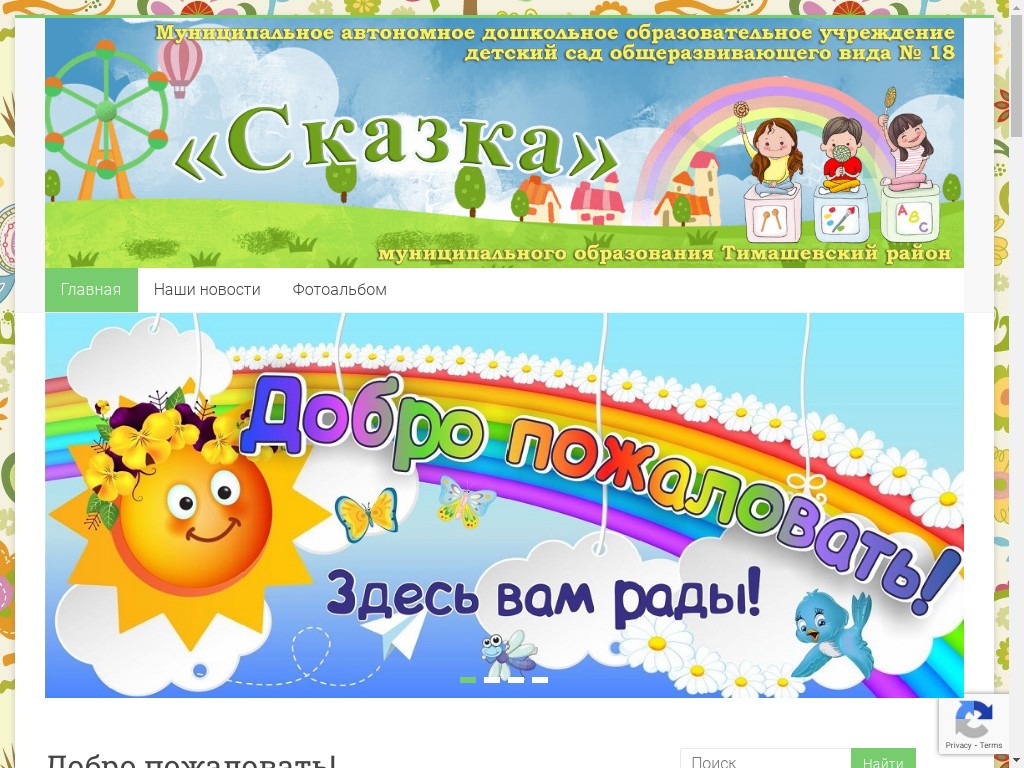 Муниципальное автономное дошкольное образовательное учреждение
детский сад общеразвивающего вида № 18
«Сказка»
A
B
C
муниципального образования Тимашевский район
Главная
Наши новости
Фотоальбом
Добро пожаловать!
Здесь вам рады!
Privacy - Terms
Добро пожаловать!
Поиск
Найти